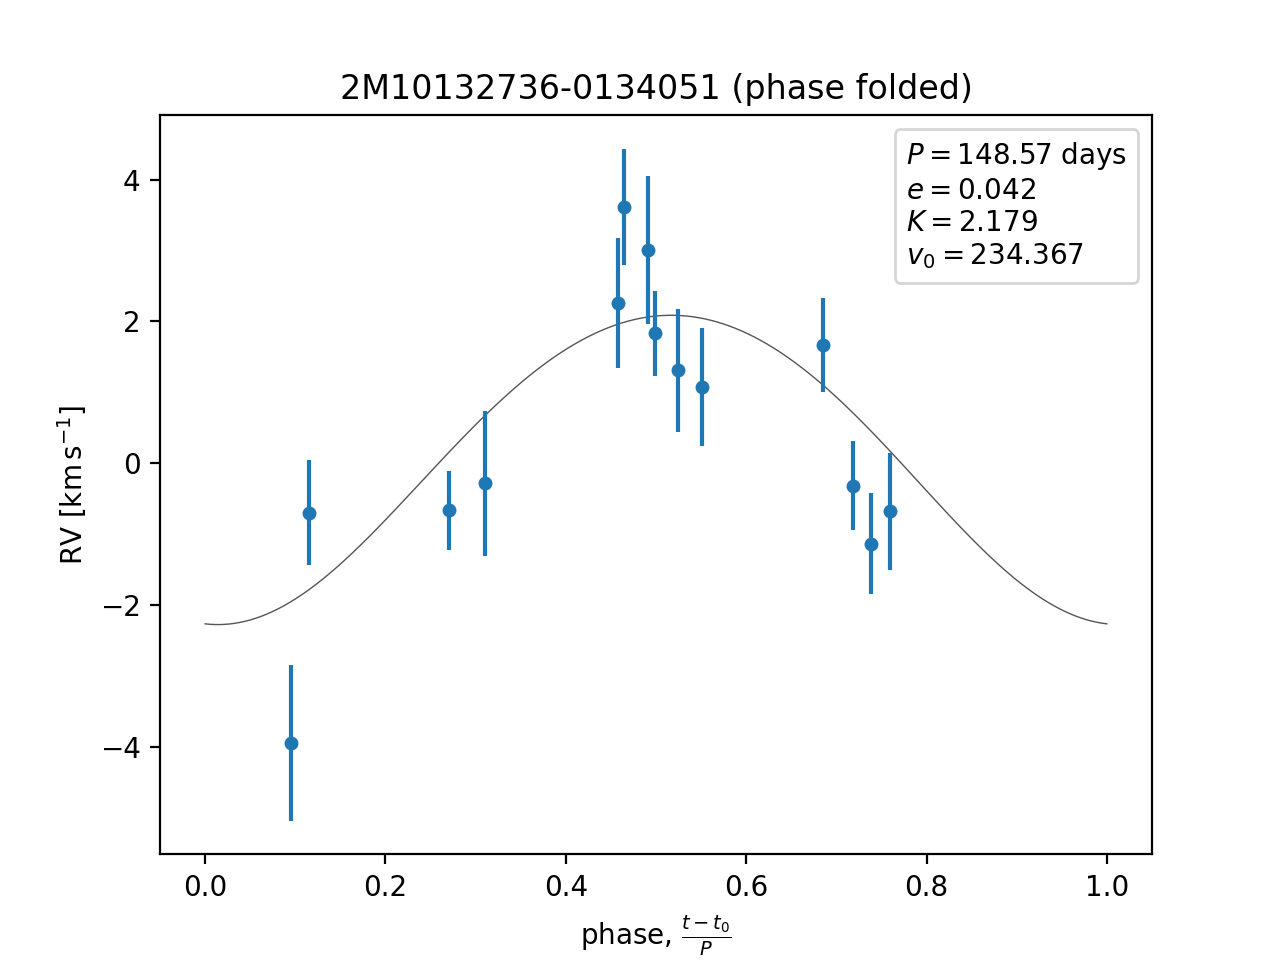 2M10132736-0134051 (phase folded)
P = 148.57 days
e = 0.042
K = 2.179
v₀ = 234.367
4
2
0
−2
−4
RV [km s⁻¹]
0.0 0.2 0.4 0.6 0.8 1.0
phase, (t − t₀)/P